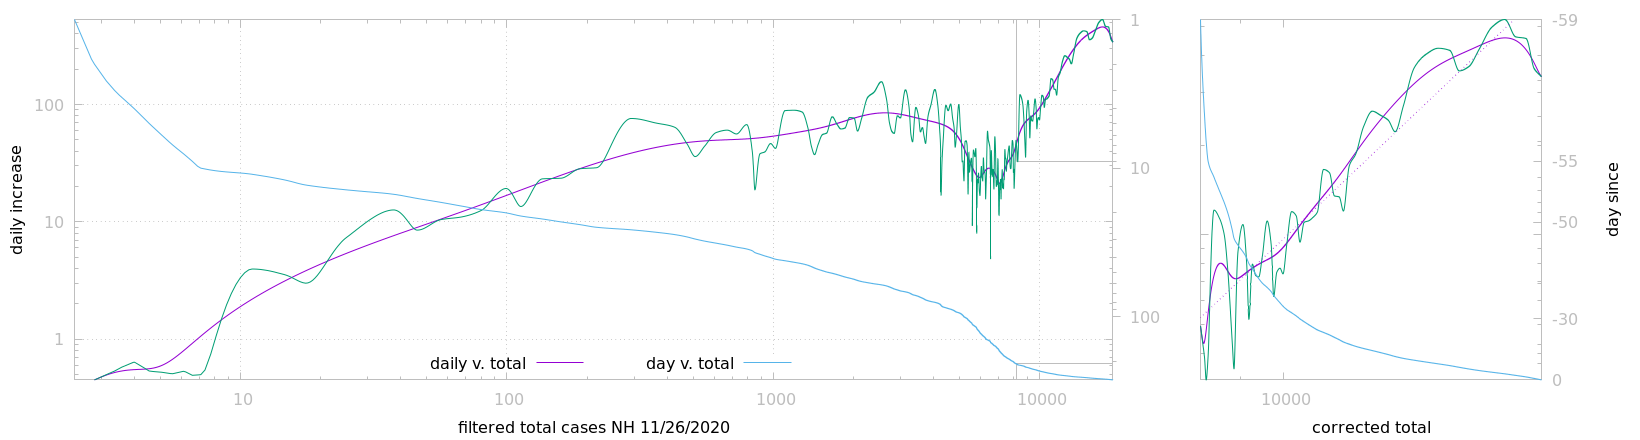 daily increase
100
10
1
1
10
100
daily v. total
day v. total
10
100
1000
10000
filtered total cases NH 11/26/2020
-59
-55
-50
-30
0
day since
10000
corrected total